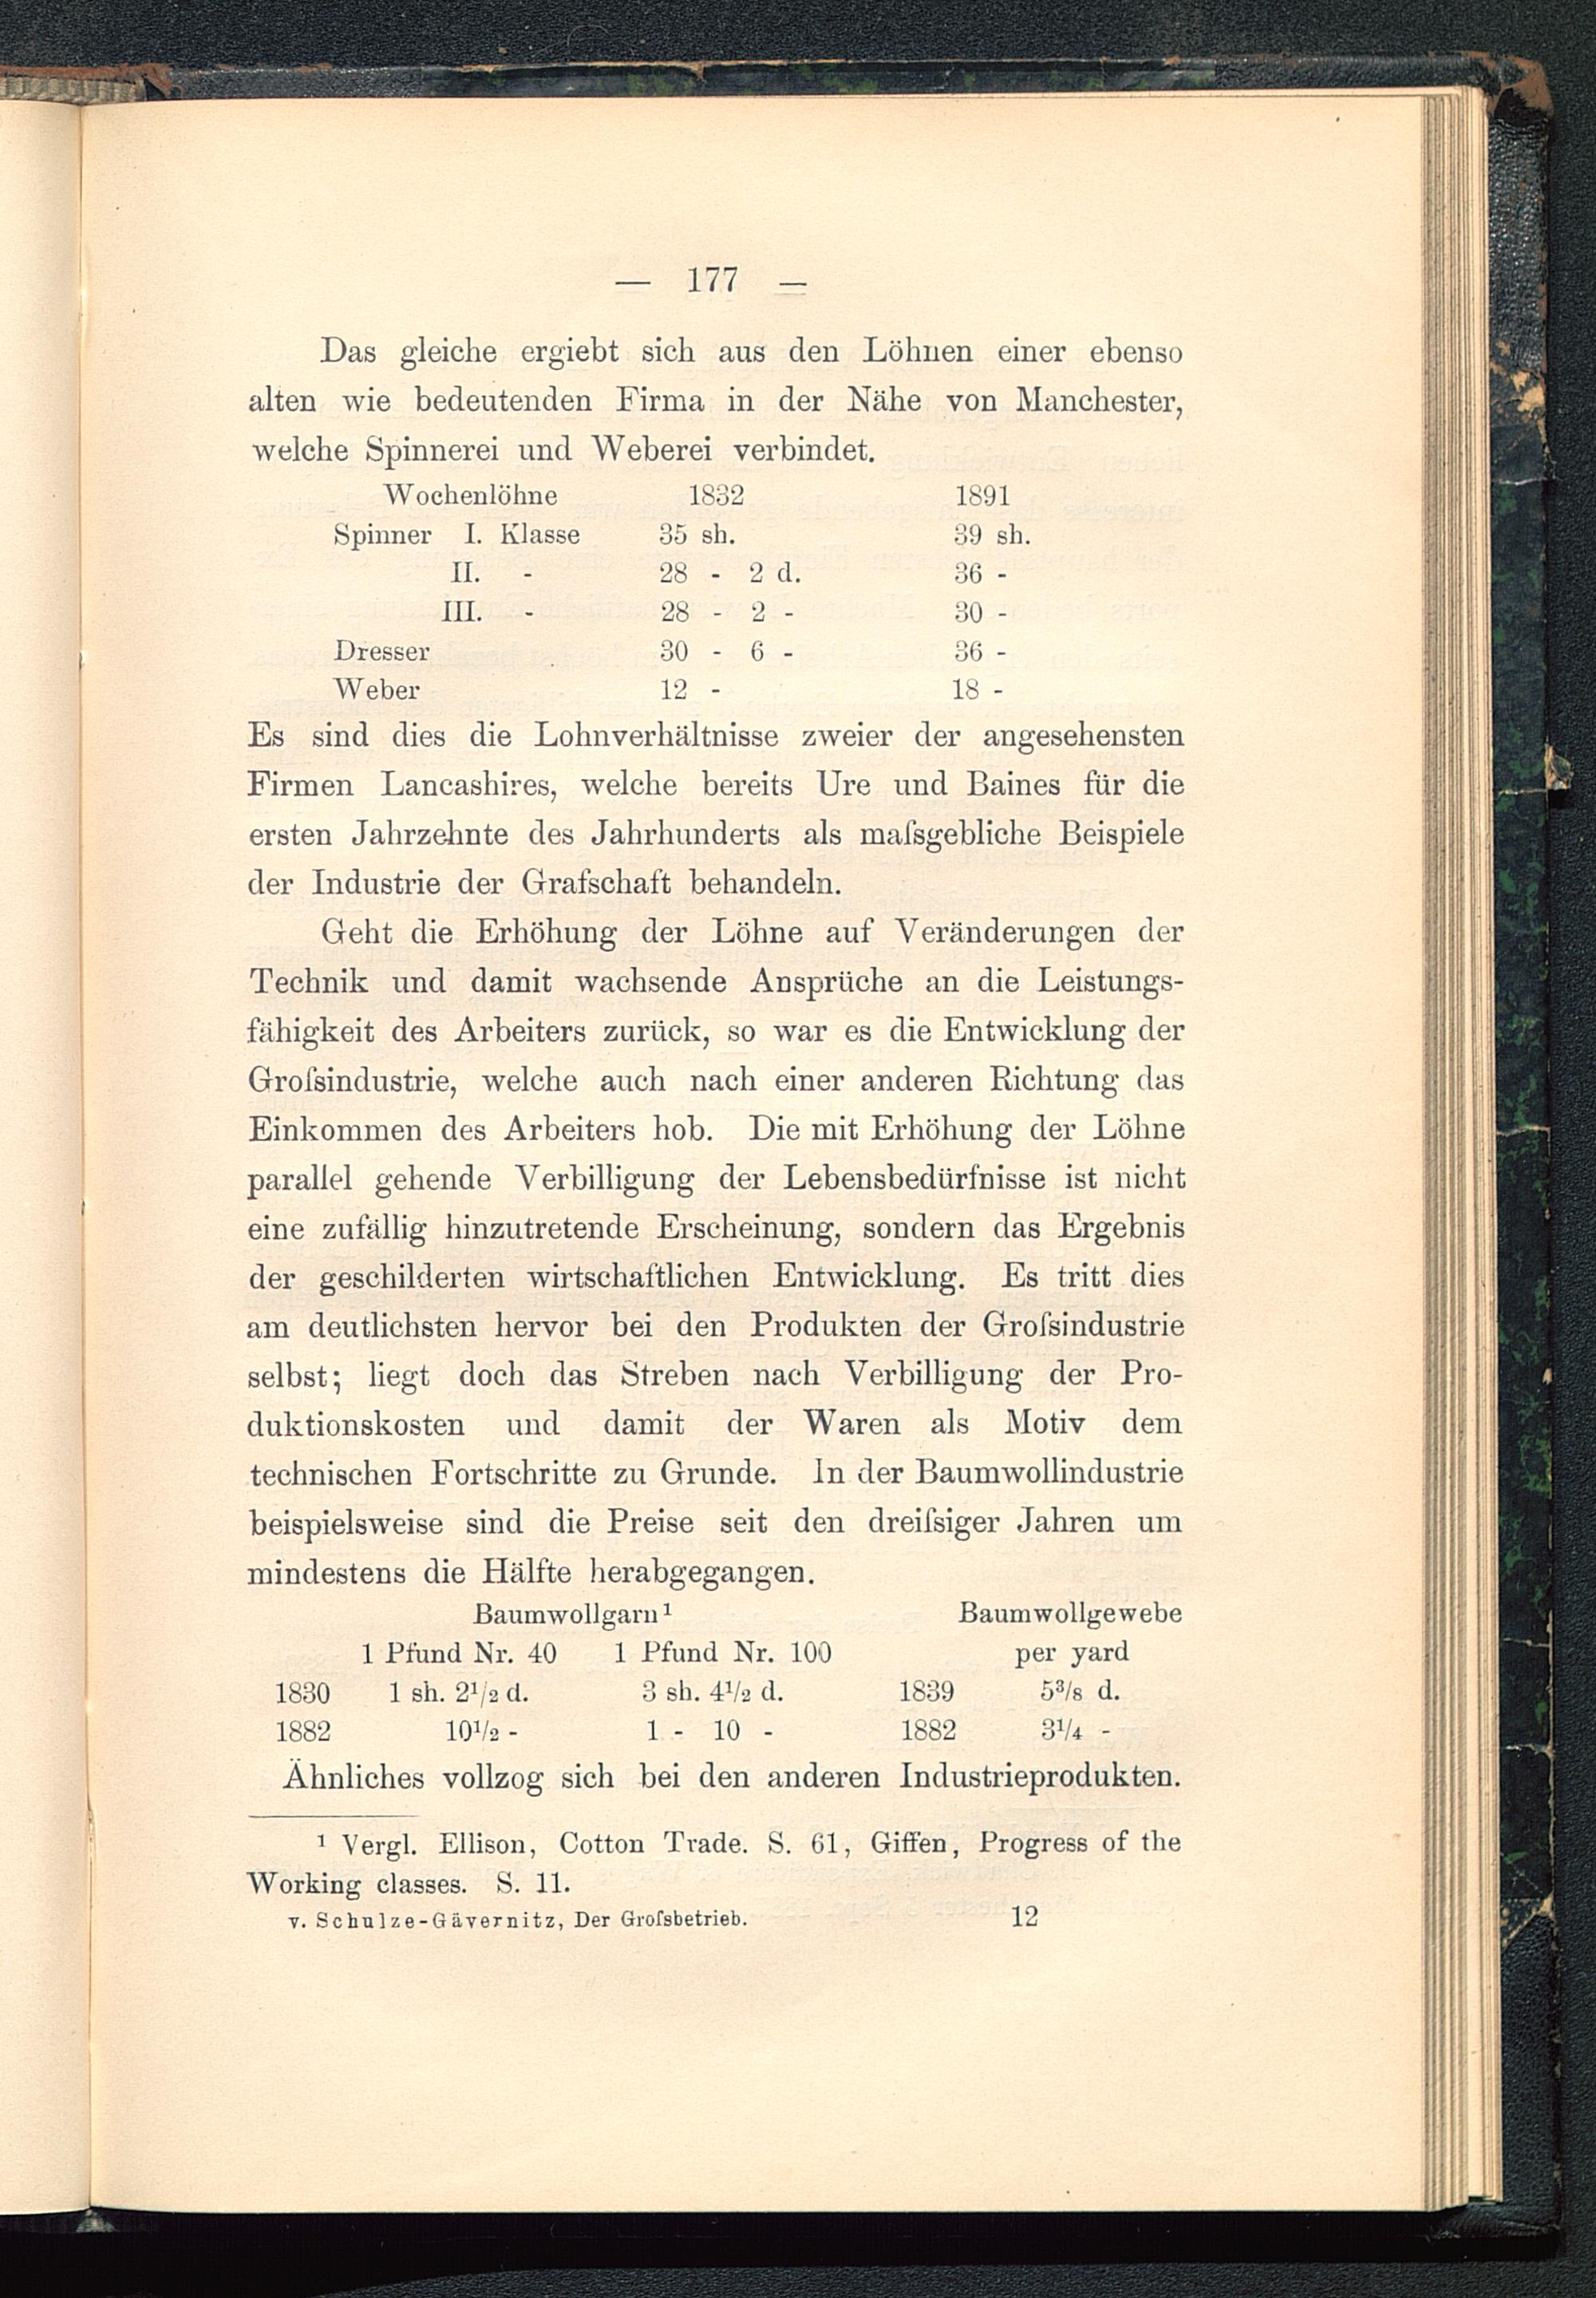 — 177 —
Das gleiche ergiebt sich aus den Löhnen einer ebenso
alten wie bedeutenden Firma in der Nähe von Manchester,
welche Spinnerei und Weberei verbindet.
Wochenlöhne 1832 1891
Spinner I. Klasse 35 sh. 39 sh.
II. - 28 - 2 d. 36 -
III. - 28 - 2 - 30 -
Dresser 30 - 6 - 36 -
Weber 12 - 18 -
Es sind dies die Lohnverhältnisse zweier der angesehensten
Firmen Lancashires, welche bereits Ure und Baines für die
ersten Jahrzehnte des Jahrhunderts als maſsgebliche Beispiele
der Industrie der Grafschaft behandeln.
Geht die Erhöhung der Löhne auf Veränderungen der
Technik und damit wachsende Ansprüche an die Leistungs-
fähigkeit des Arbeiters zurück, so war es die Entwicklung der
Groſsindustrie, welche auch nach einer anderen Richtung das
Einkommen des Arbeiters hob. Die mit Erhöhung der Löhne
parallel gehende Verbilligung der Lebensbedürfnisse ist nicht
eine zufällig hinzutretende Erscheinung, sondern das Ergebnis
der geschilderten wirtschaftlichen Entwicklung. Es tritt dies
am deutlichsten hervor bei den Produkten der Groſsindustrie
selbst; liegt doch das Streben nach Verbilligung der Pro-
duktionskosten und damit der Waren als Motiv dem
technischen Fortschritte zu Grunde. In der Baumwollindustrie
beispielsweise sind die Preise seit den dreiſsiger Jahren um
mindestens die Hälfte herabgegangen.
Baumwollgarn¹ Baumwollgewebe
1 Pfund Nr. 40 1 Pfund Nr. 100 per yard
1830 1 sh. 2¹/₂ d. 3 sh. 4¹/₂ d. 1839 5³/₈ d.
1882 10¹/₂ - 1 - 10 - 1882 3¹/₄ -
Ähnliches vollzog sich bei den anderen Industrieprodukten.
¹ Vergl. Ellison, Cotton Trade. S. 61, Giffen, Progress of the
Working classes. S. 11.
v. Schulze-Gävernitz, Der Groſsbetrieb. 12